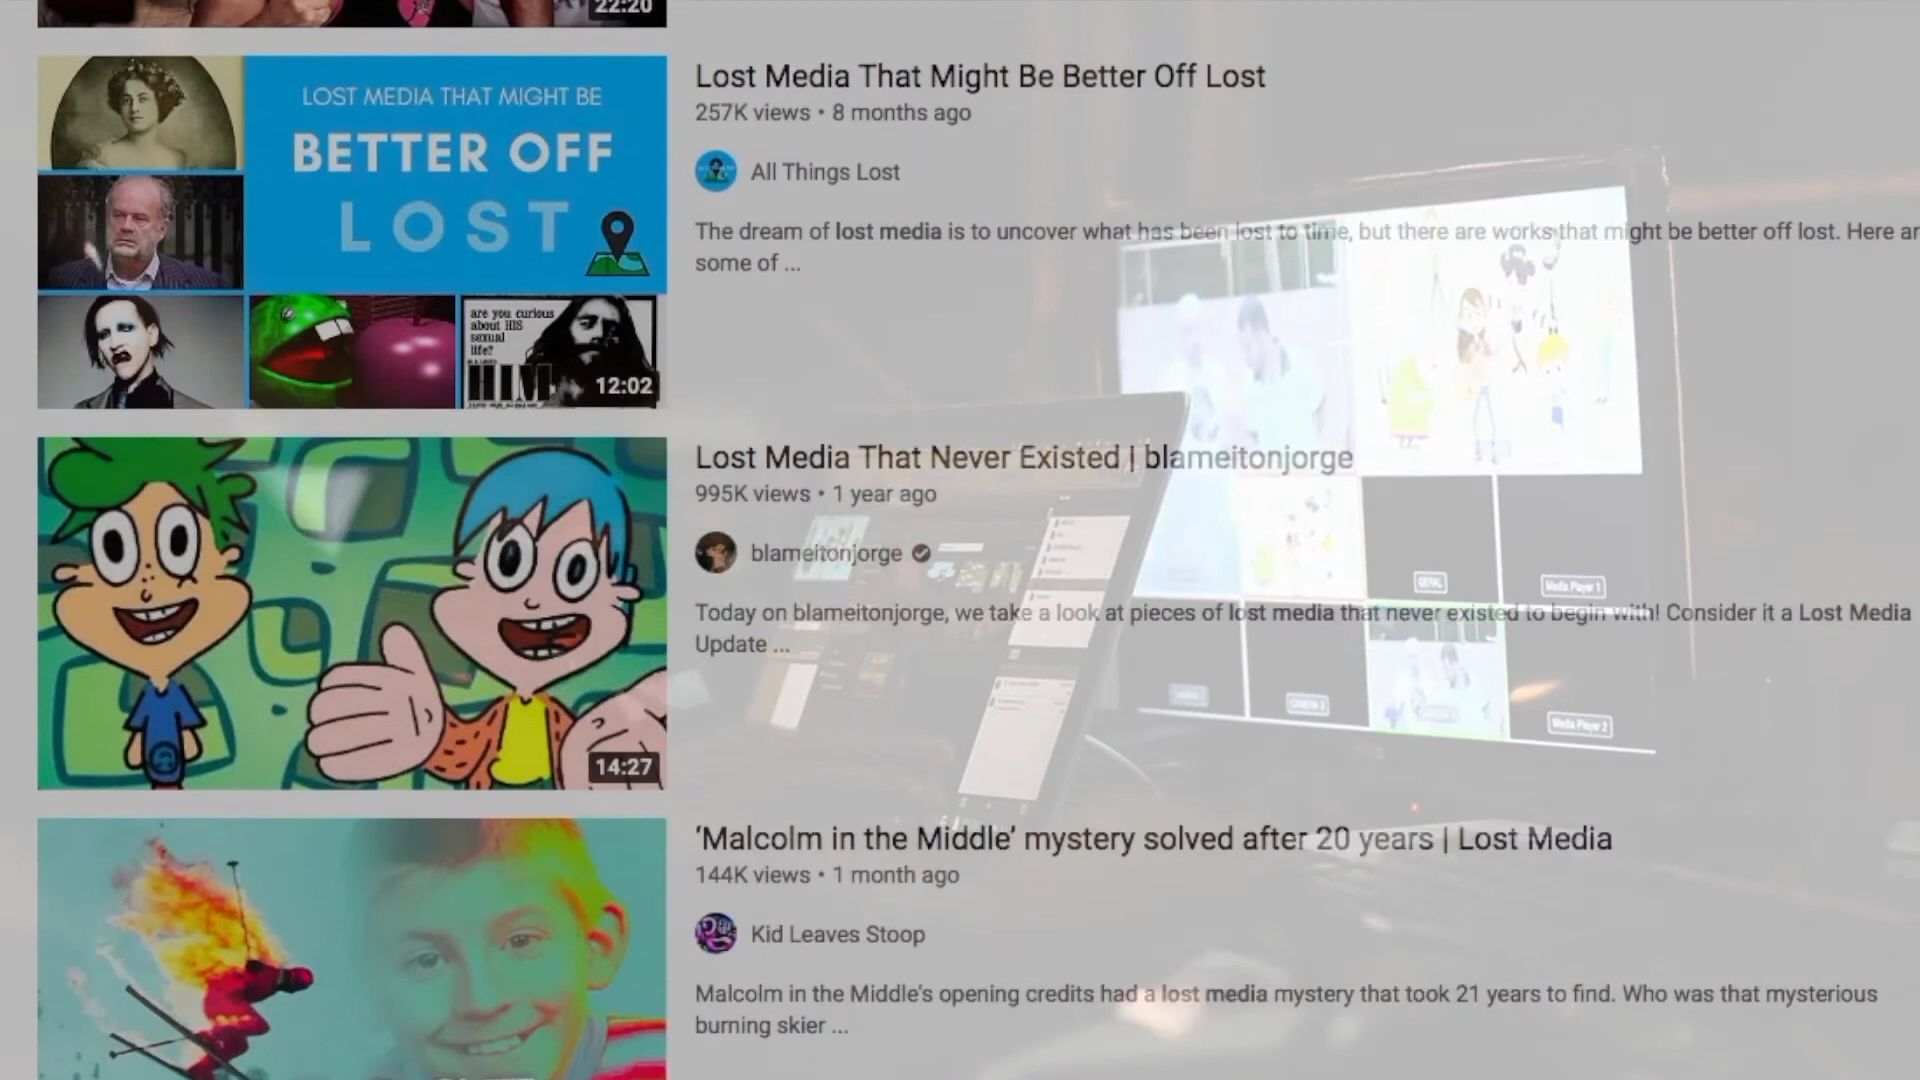 22:20
LOST MEDIA THAT MIGHT BE
BETTER OFF
LOST
are you curious
about HIS
sexual
life?
HIM
12:02
Lost Media That Might Be Better Off Lost
257K views • 8 months ago
All Things Lost
The dream of lost media is to uncover what has been lost to time, but there are works that might be better off lost. Here ar
some of ...
14:27
Lost Media That Never Existed | blameitonjorge
995K views • 1 year ago
blameitonjorge
Today on blameitonjorge, we take a look at pieces of lost media that never existed to begin with! Consider it a Lost Media
Update ...
GERAL
Media Player 1
CAMERA 3
Media Player 2
‘Malcolm in the Middle’ mystery solved after 20 years | Lost Media
144K views • 1 month ago
Kid Leaves Stoop
Malcolm in the Middle's opening credits had a lost media mystery that took 21 years to find. Who was that mysterious
burning skier ...